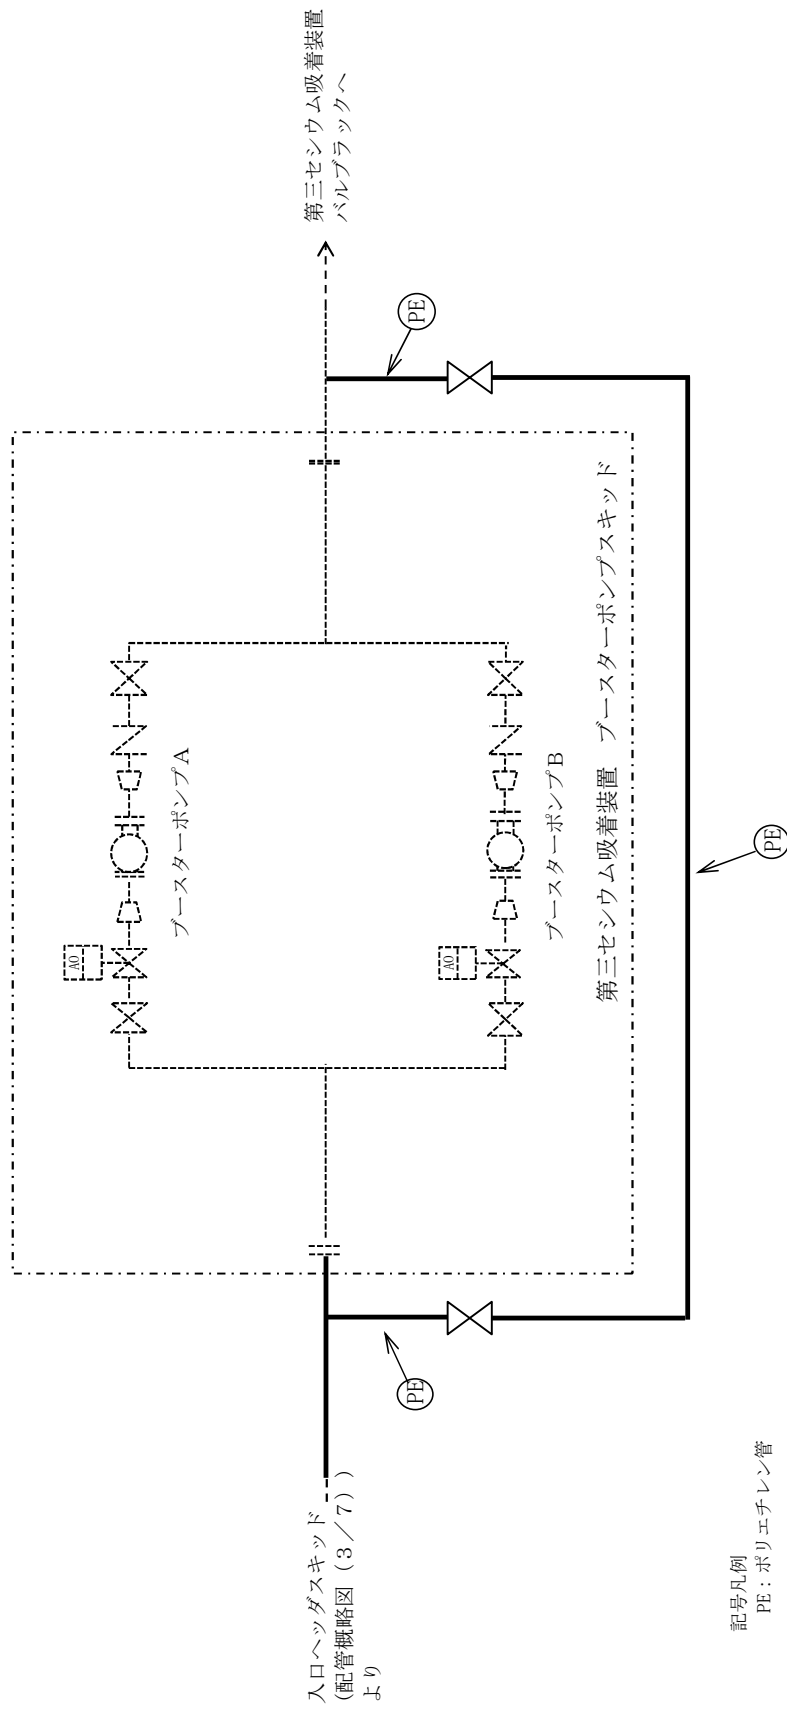 入口ヘッダスキッド
(配管概略図（３／７））
より
AO
ブースターポンプＡ
AO
ブースターポンプＢ
第三セシウム吸着装置　ブースターポンプスキッド
第三セシウム吸着装置
バルブラックへ
PE
PE
PE
記号凡例
PE：ポリエチレン管